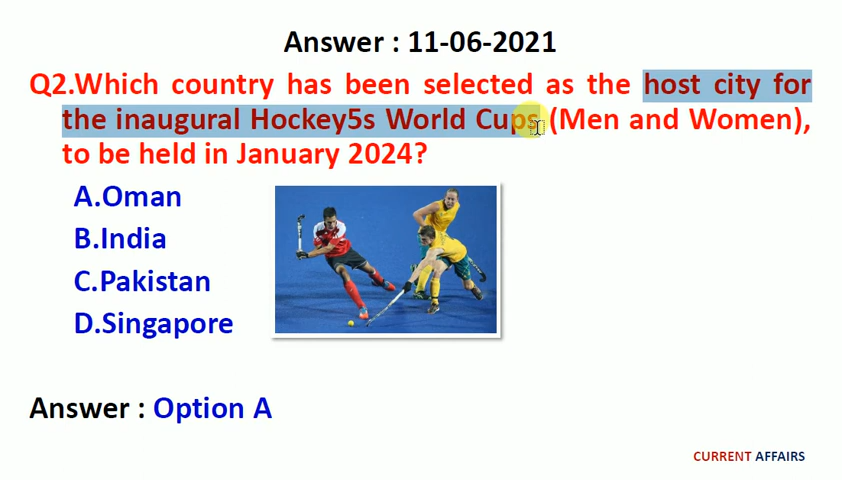 Answer : 11-06-2021
Q2.Which country has been selected as the host city for
the inaugural Hockey5s World Cups (Men and Women),
to be held in January 2024?
A.Oman
B.India
C.Pakistan
D.Singapore
Answer : Option A
CURRENT AFFAIRS